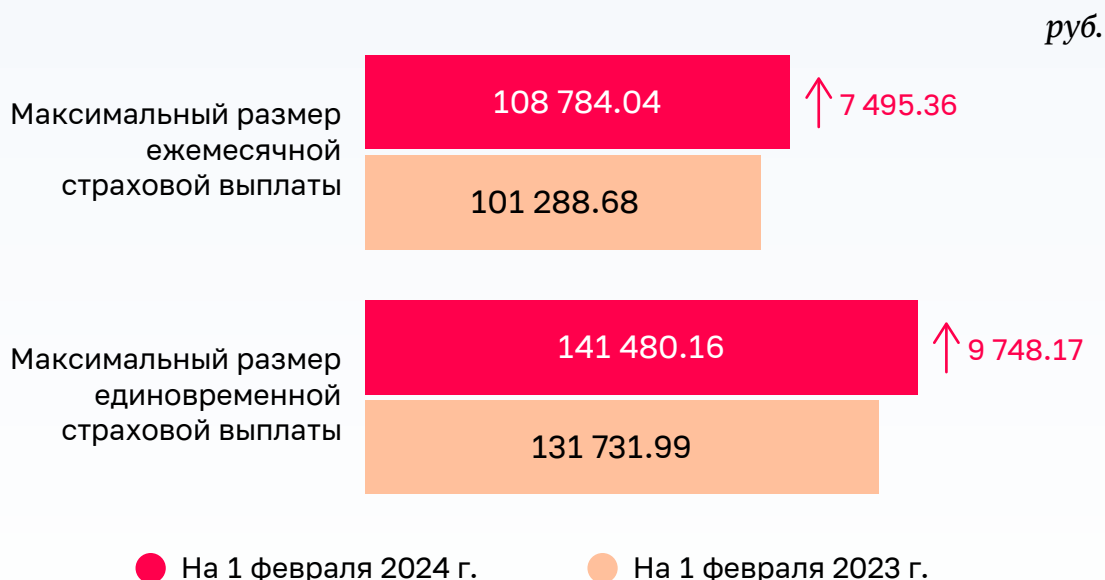 руб.
Максимальный размер
ежемесячной
страховой выплаты
108 784.04
↑ 7 495.36
101 288.68
Максимальный размер
единовременной
страховой выплаты
141 480.16
↑ 9 748.17
131 731.99
На 1 февраля 2024 г.
На 1 февраля 2023 г.